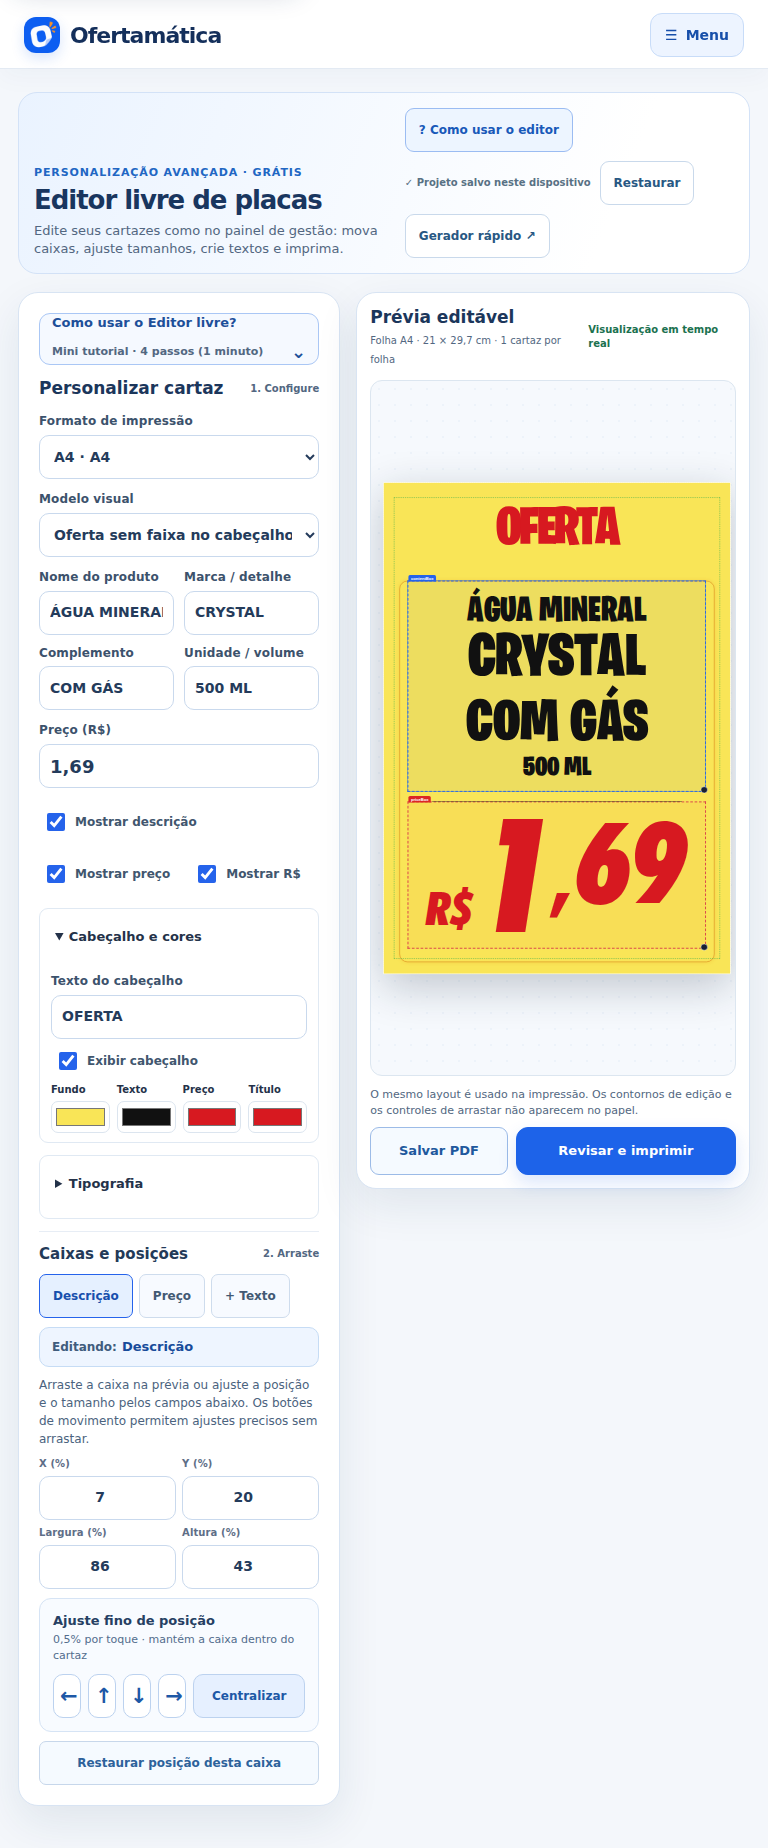 Ofertamática
☰ Menu
PERSONALIZAÇÃO AVANÇADA · GRÁTIS
Editor livre de placas
Edite seus cartazes como no painel de gestão: mova
caixas, ajuste tamanhos, crie textos e imprima.
? Como usar o editor
✓ Projeto salvo neste dispositivo
Restaurar
Gerador rápido ↗
Como usar o Editor livre?
Mini tutorial · 4 passos (1 minuto)
Personalizar cartaz
1. Configure
Formato de impressão
A4 · A4
Modelo visual
Oferta sem faixa no cabeçalho
Nome do produto
Marca / detalhe
ÁGUA MINERAL
CRYSTAL
Complemento
Unidade / volume
COM GÁS
500 ML
Preço (R$)
1,69
Mostrar descrição
Mostrar preço
Mostrar R$
Cabeçalho e cores
Texto do cabeçalho
OFERTA
Exibir cabeçalho
Fundo
Texto
Preço
Título
Tipografia
Caixas e posições
2. Arraste
Descrição
Preço
+ Texto
Editando: Descrição
Arraste a caixa na prévia ou ajuste a posição
e o tamanho pelos campos abaixo. Os botões
de movimento permitem ajustes precisos sem
arrastar.
X (%)
Y (%)
7
20
Largura (%)
Altura (%)
86
43
Ajuste fino de posição
0,5% por toque · mantém a caixa dentro do
cartaz
← ↑ ↓ →
Centralizar
Restaurar posição desta caixa
Prévia editável
Folha A4 · 21 × 29,7 cm · 1 cartaz por
folha
Visualização em tempo
real
OFERTA
ÁGUA MINERAL
CRYSTAL
COM GÁS
500 ML
R$ 1,69
O mesmo layout é usado na impressão. Os contornos de edição e
os controles de arrastar não aparecem no papel.
Salvar PDF
Revisar e imprimir